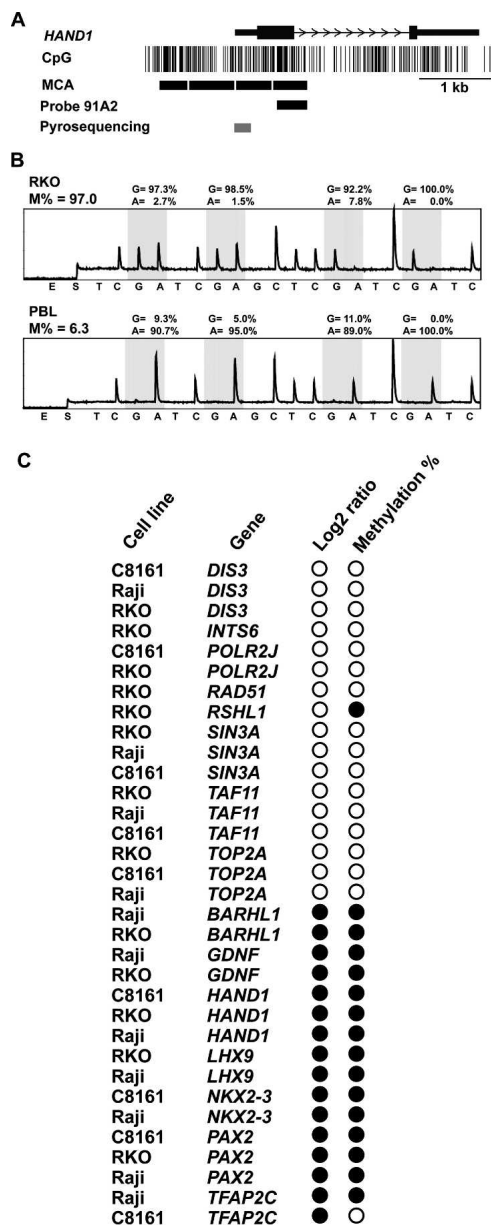 A
HAND1
CpG
MCA
1 kb
Probe 91A2
Pyrosequencing
B
RKO G= 97.3% G= 98.5% G= 92.2% G= 100.0%
M% = 97.0 A= 2.7% A= 1.5% A= 7.8% A= 0.0%
E S T C G A T C G A G C T C G A T C G A T C
PBL G= 9.3% G= 5.0% G= 11.0% G= 0.0%
M% = 6.3 A= 90.7% A= 95.0% A= 89.0% A= 100.0%
E S T C G A T C G A G C T C G A T C G A T C
C
Cell line Gene Log2 ratio Methylation %
C8161 DIS3
Raji DIS3
RKO DIS3
RKO INTS6
C8161 POLR2J
RKO POLR2J
RKO RAD51
RKO RSHL1
RKO SIN3A
Raji SIN3A
C8161 SIN3A
RKO TAF11
Raji TAF11
C8161 TAF11
RKO TOP2A
C8161 TOP2A
Raji TOP2A
Raji BARHL1
RKO BARHL1
Raji GDNF
RKO GDNF
C8161 HAND1
RKO HAND1
Raji HAND1
RKO LHX9
Raji LHX9
C8161 NKX2-3
Raji NKX2-3
C8161 PAX2
RKO PAX2
Raji PAX2
Raji TFAP2C
C8161 TFAP2C